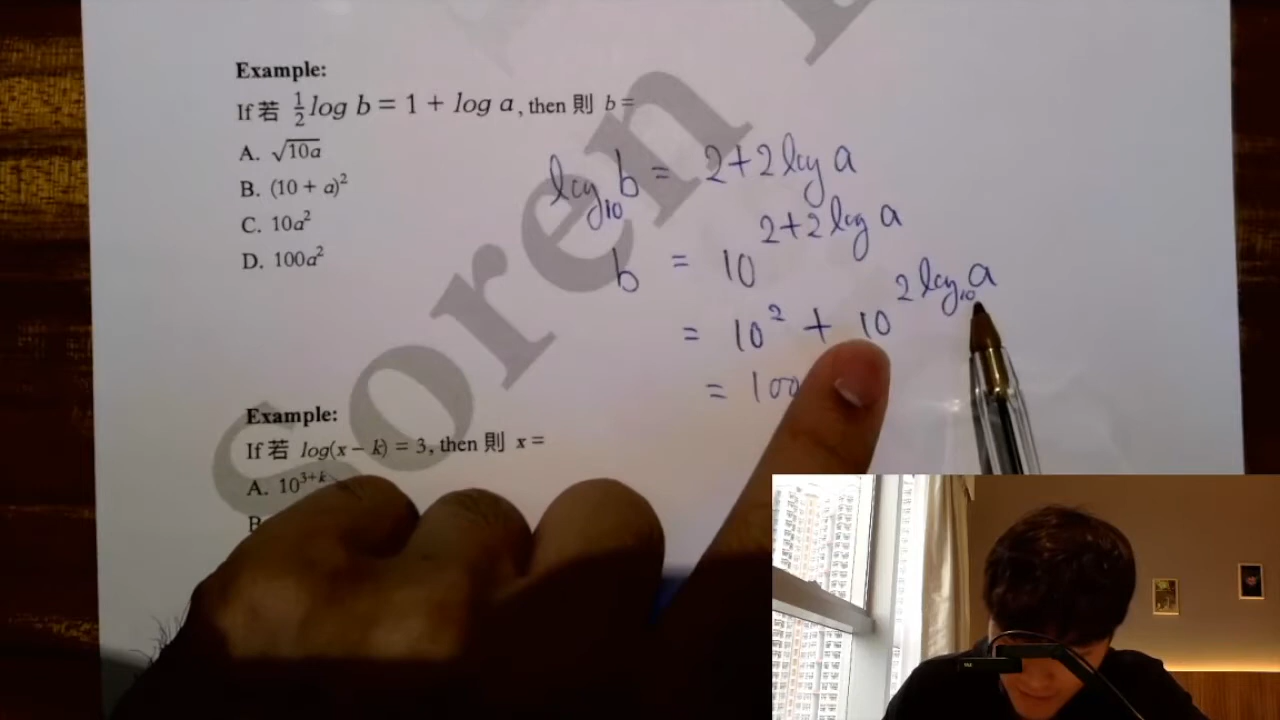 Example:
If 若 ½ log b = 1 + log a, then 則 b =
A. √10a
B. (10 + a)²
C. 10a²
D. 100a²
log₁₀ b = 2 + 2 log a
b = 10^(2+2 log a)
= 10² + 10^(2 log₁₀ a)
= 100
Example:
If 若 log(x − k) = 3, then 則 x =
A. 10^(3+k)
B
Soren